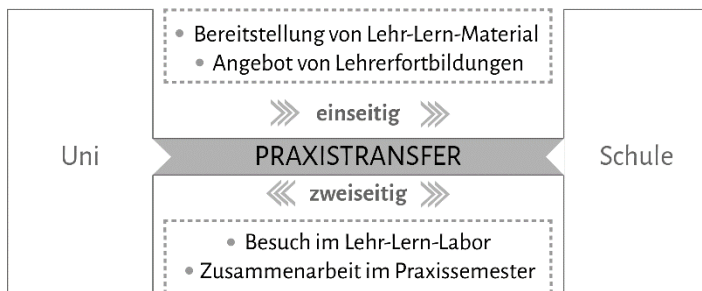 • Bereitstellung von Lehr-Lern-Material
• Angebot von Lehrerfortbildungen
einseitig
Uni
PRAXISTRANSFER
Schule
zweiseitig
• Besuch im Lehr-Lern-Labor
• Zusammenarbeit im Praxissemester